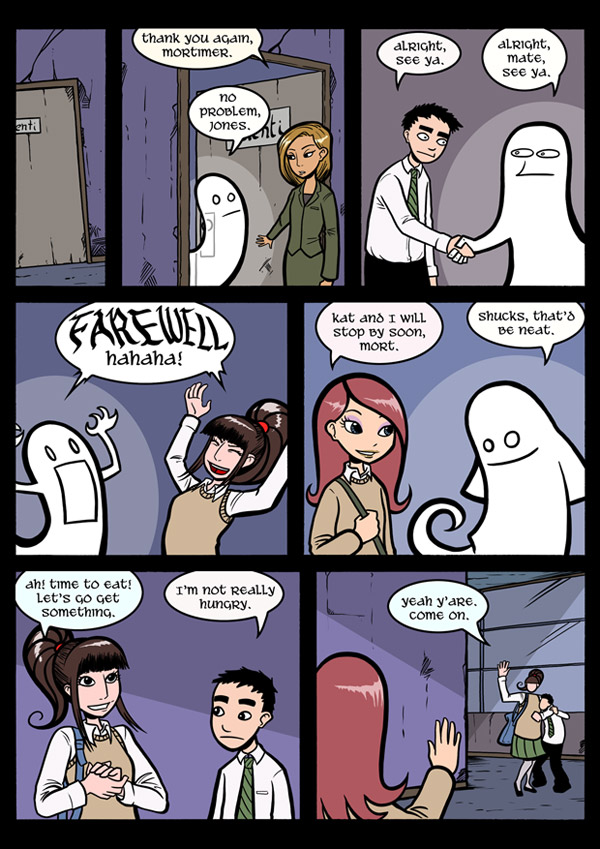 enti
thank you again,
mortimer.
no
problem,
jones.
enti
alright,
see ya.
alright,
mate,
see ya.
FAREWELL
hahaha!
kat and I will
stop by soon,
mort.
shucks, that'd
be neat.
ah! time to eat!
Let's go get
something.
I'm not really
hungry.
yeah y'are.
come on.